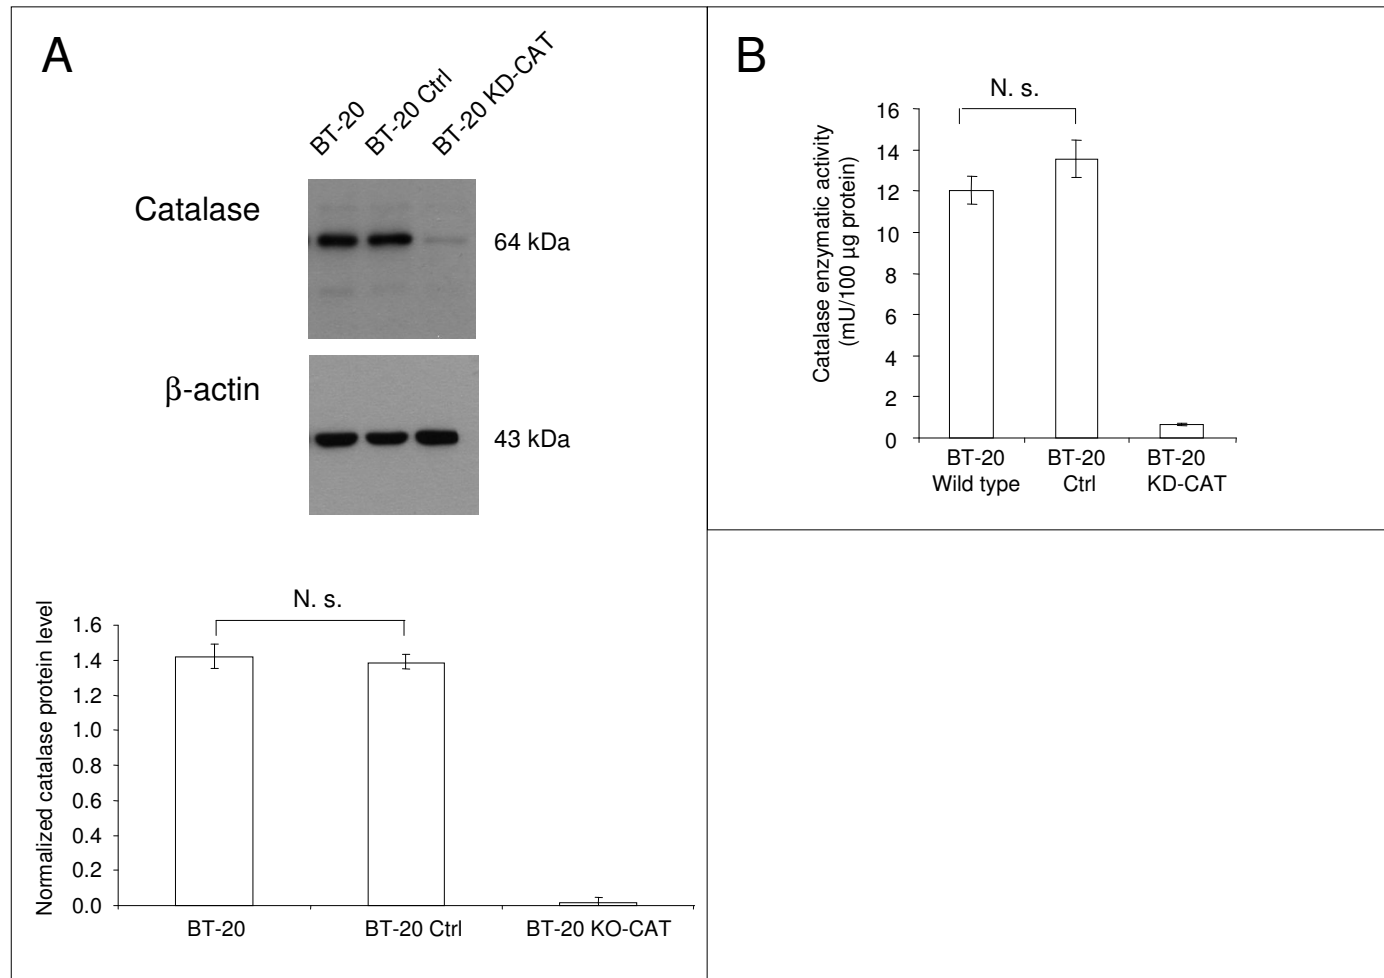 A
BT-20
BT-20 Ctrl
BT-20 KD-CAT
Catalase
64 kDa
β-actin
43 kDa
N. s.
Normalized catalase protein level
1.6
1.4
1.2
1.0
0.8
0.6
0.4
0.2
0.0
BT-20
BT-20 Ctrl
BT-20 KO-CAT
B
N. s.
Catalase enzymatic activity
(mU/100 µg protein)
16
14
12
10
8
6
4
2
0
BT-20
Wild type
BT-20
Ctrl
BT-20
KD-CAT